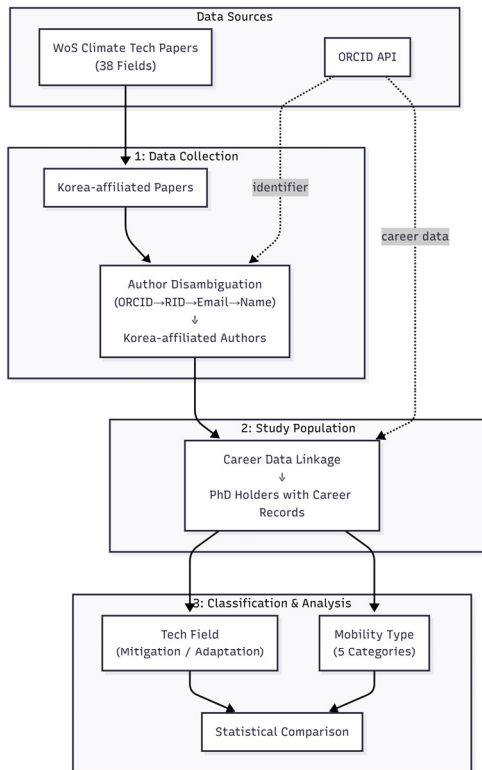 Data Sources
WoS Climate Tech Papers
(38 Fields)
ORCID API
1: Data Collection
Korea-affiliated Papers
identifier
career data
Author Disambiguation
(ORCID→RID→Email→Name)
↓
Korea-affiliated Authors
2: Study Population
Career Data Linkage
↓
PhD Holders with Career
Records
3: Classification & Analysis
Tech Field
(Mitigation / Adaptation)
Mobility Type
(5 Categories)
Statistical Comparison